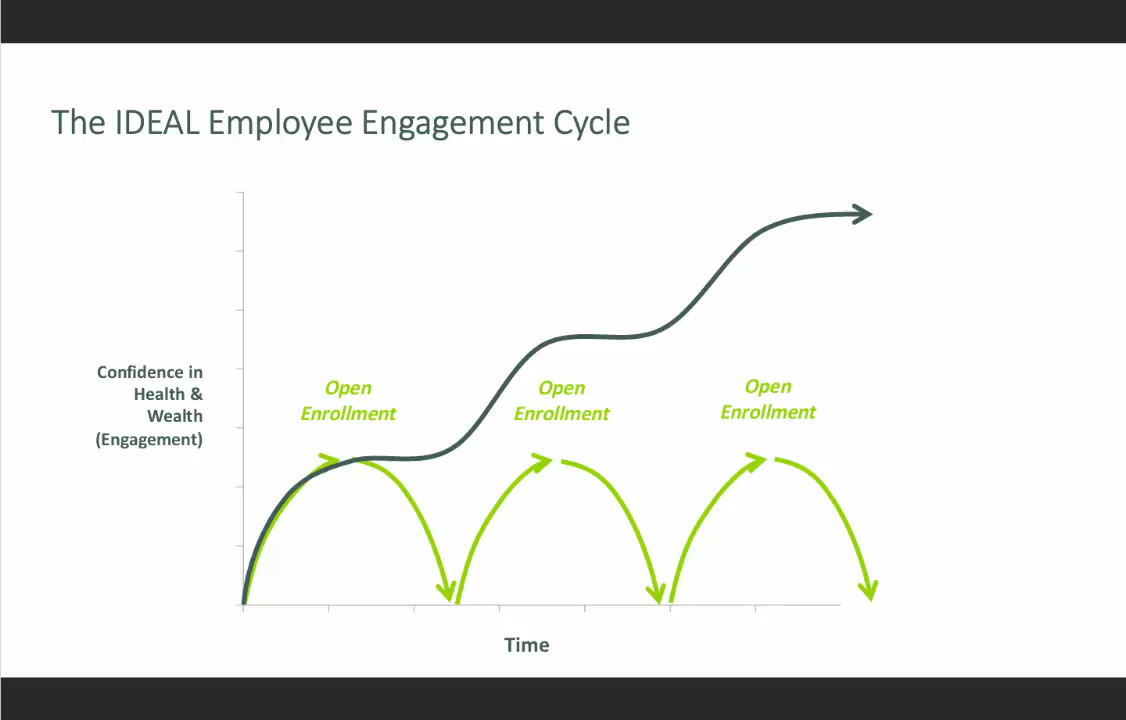 The IDEAL Employee Engagement Cycle
Confidence in
Health &
Wealth
(Engagement)
Open
Enrollment
Open
Enrollment
Open
Enrollment
Time